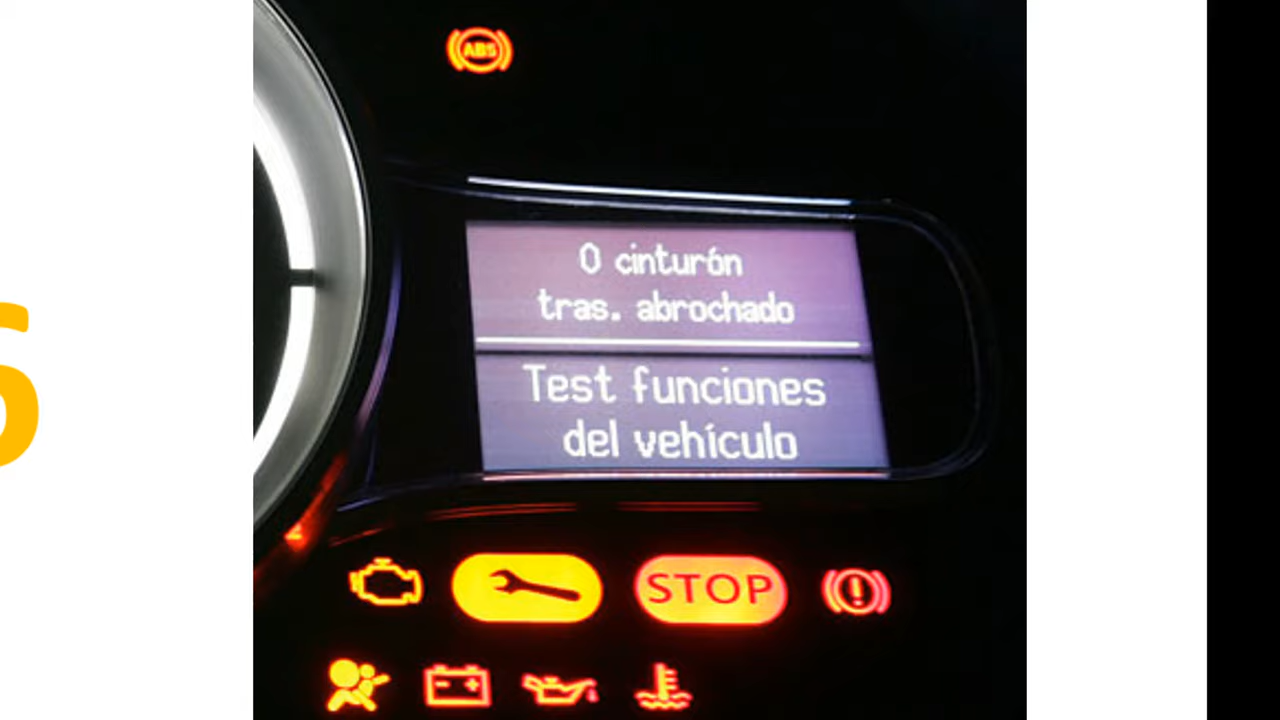 ABS
0 cinturón
tras. abrochado
Test funciones
del vehículo
STOP